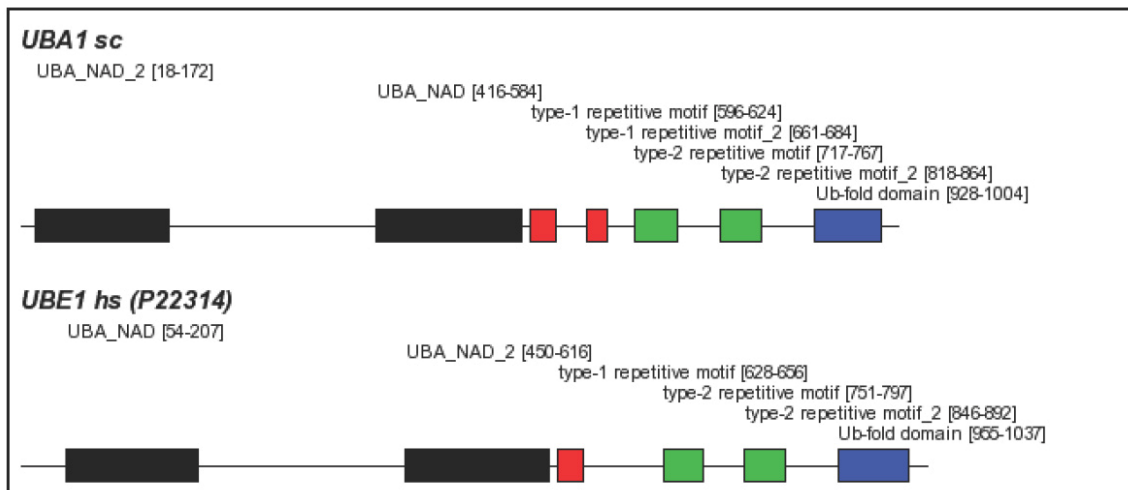 UBA1 sc
UBA_NAD_2 [18-172]
UBA_NAD [416-584]
type-1 repetitive motif [596-624]
type-1 repetitive motif_2 [661-684]
type-2 repetitive motif [717-767]
type-2 repetitive motif_2 [818-864]
Ub-fold domain [928-1004]
UBE1 hs (P22314)
UBA_NAD [54-207]
UBA_NAD_2 [450-616]
type-1 repetitive motif [628-656]
type-2 repetitive motif [751-797]
type-2 repetitive motif_2 [846-892]
Ub-fold domain [955-1037]